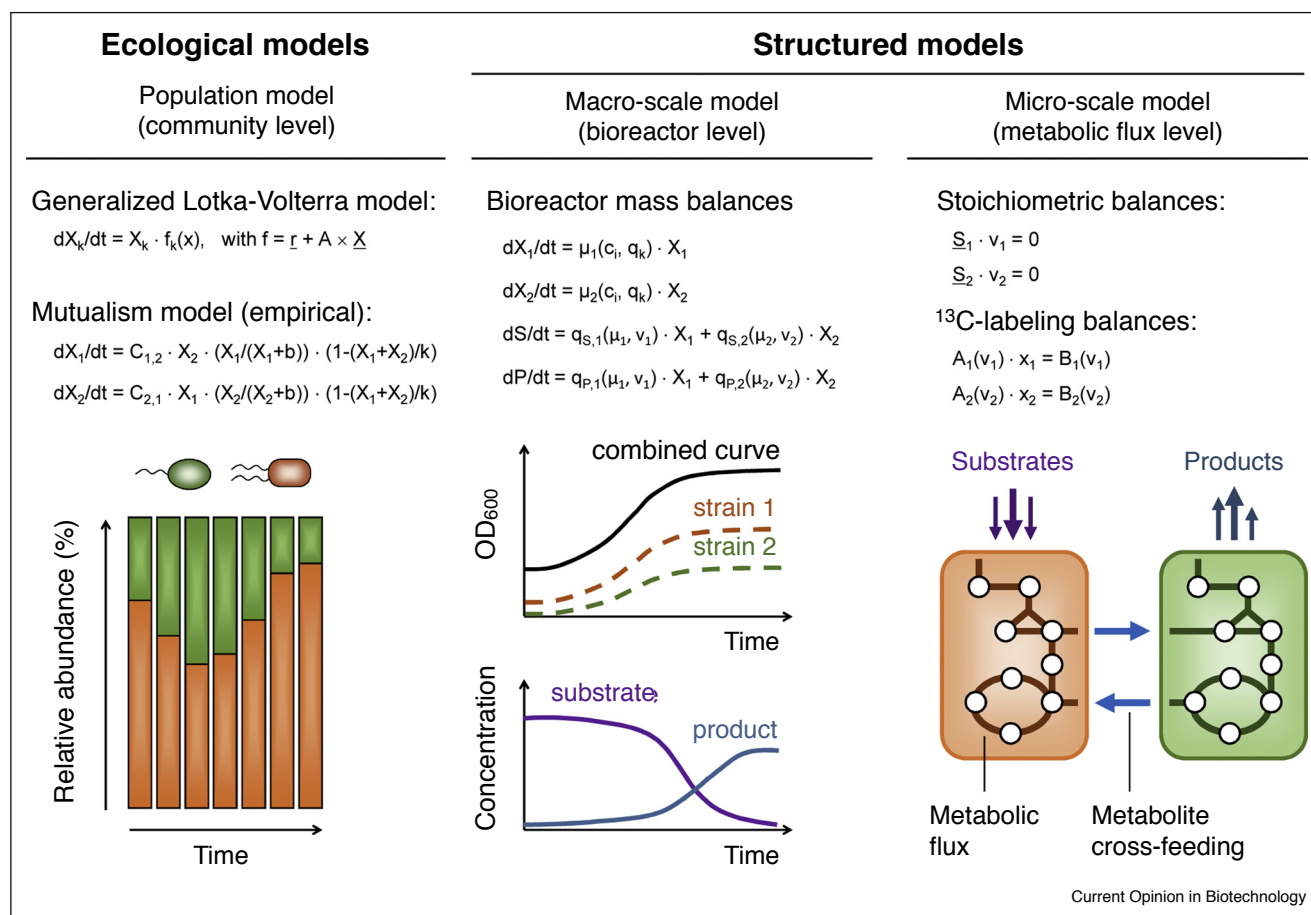 Ecological models
Structured models
Population model
(community level)
Macro-scale model
(bioreactor level)
Micro-scale model
(metabolic flux level)
Generalized Lotka-Volterra model:
dXₖ/dt = Xₖ · fₖ(x), with f = r + A × X
Mutualism model (empirical):
dX₁/dt = C₁,₂ · X₂ · (X₁/(X₁+b)) · (1-(X₁+X₂)/k)
dX₂/dt = C₂,₁ · X₁ · (X₂/(X₂+b)) · (1-(X₁+X₂)/k)
Relative abundance (%)
Time
Bioreactor mass balances
dX₁/dt = μ₁(cᵢ, qₖ) · X₁
dX₂/dt = μ₂(cᵢ, qₖ) · X₂
dS/dt = q_S,1(μ₁, v₁) · X₁ + q_S,2(μ₂, v₂) · X₂
dP/dt = q_P,1(μ₁, v₁) · X₁ + q_P,2(μ₂, v₂) · X₂
combined curve
strain 1
strain 2
OD₆₀₀
Time
substrate
product
Concentration
Time
Stoichiometric balances:
S₁ · v₁ = 0
S₂ · v₂ = 0
¹³C-labeling balances:
A₁(v₁) · x₁ = B₁(v₁)
A₂(v₂) · x₂ = B₂(v₂)
Substrates
Products
Metabolic
flux
Metabolite
cross-feeding
Current Opinion in Biotechnology